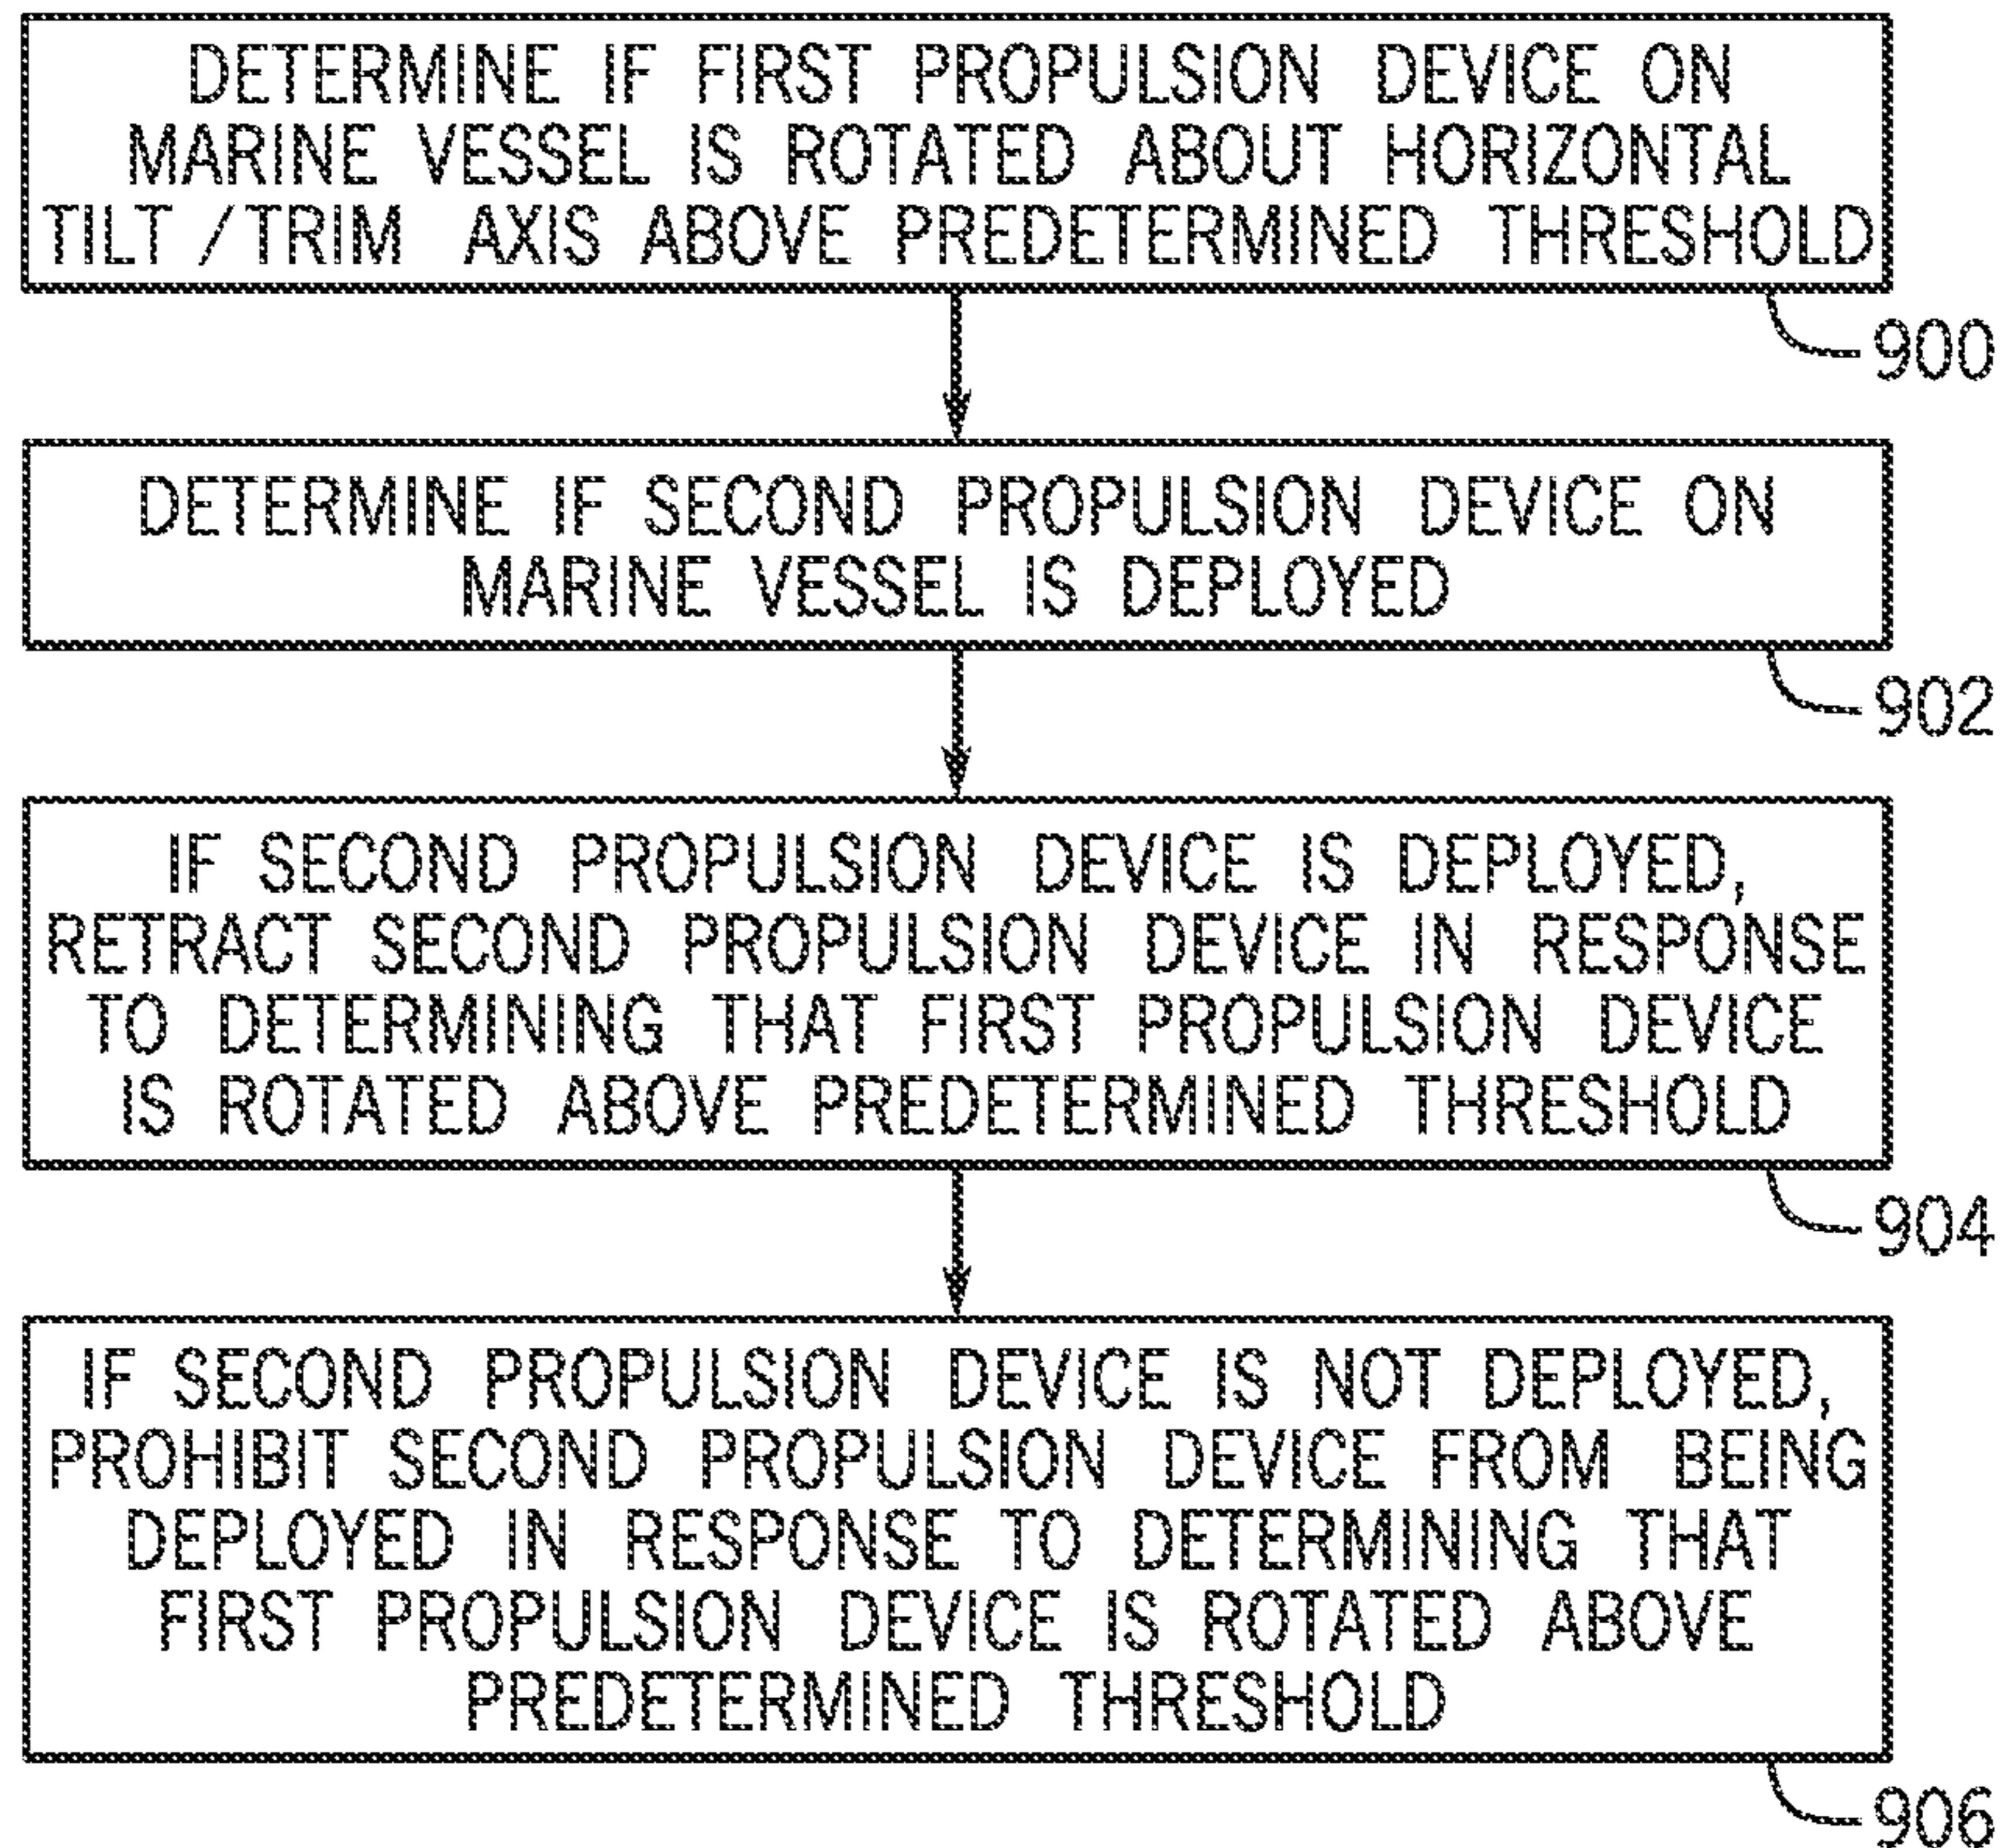 DETERMINE IF FIRST PROPULSION DEVICE ON
MARINE VESSEL IS ROTATED ABOUT HORIZONTAL
TILT/TRIM AXIS ABOVE PREDETERMINED THRESHOLD
900
DETERMINE IF SECOND PROPULSION DEVICE ON
MARINE VESSEL IS DEPLOYED
902
IF SECOND PROPULSION DEVICE IS DEPLOYED,
RETRACT SECOND PROPULSION DEVICE IN RESPONSE
TO DETERMINING THAT FIRST PROPULSION DEVICE
IS ROTATED ABOVE PREDETERMINED THRESHOLD
904
IF SECOND PROPULSION DEVICE IS NOT DEPLOYED,
PROHIBIT SECOND PROPULSION DEVICE FROM BEING
DEPLOYED IN RESPONSE TO DETERMINING THAT
FIRST PROPULSION DEVICE IS ROTATED ABOVE
PREDETERMINED THRESHOLD
906